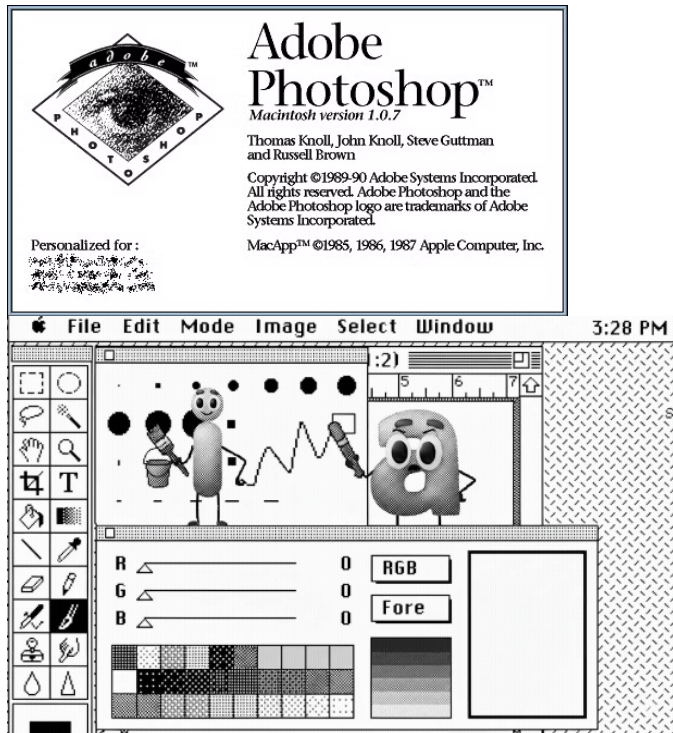 adobe™
PHOTOSHOP
Adobe
Photoshop™
Macintosh version 1.0.7
Thomas Knoll, John Knoll, Steve Guttman
and Russell Brown
Copyright ©1989-90 Adobe Systems Incorporated.
All rights reserved. Adobe Photoshop and the
Adobe Photoshop logo are trademarks of Adobe
Systems Incorporated.
Personalized for :
MacApp™ ©1985, 1986, 1987 Apple Computer, Inc.
File Edit Mode Image Select Window 3:28 PM
:2)
5 6 7
T
R 0 RGB
G 0
B 0 Fore